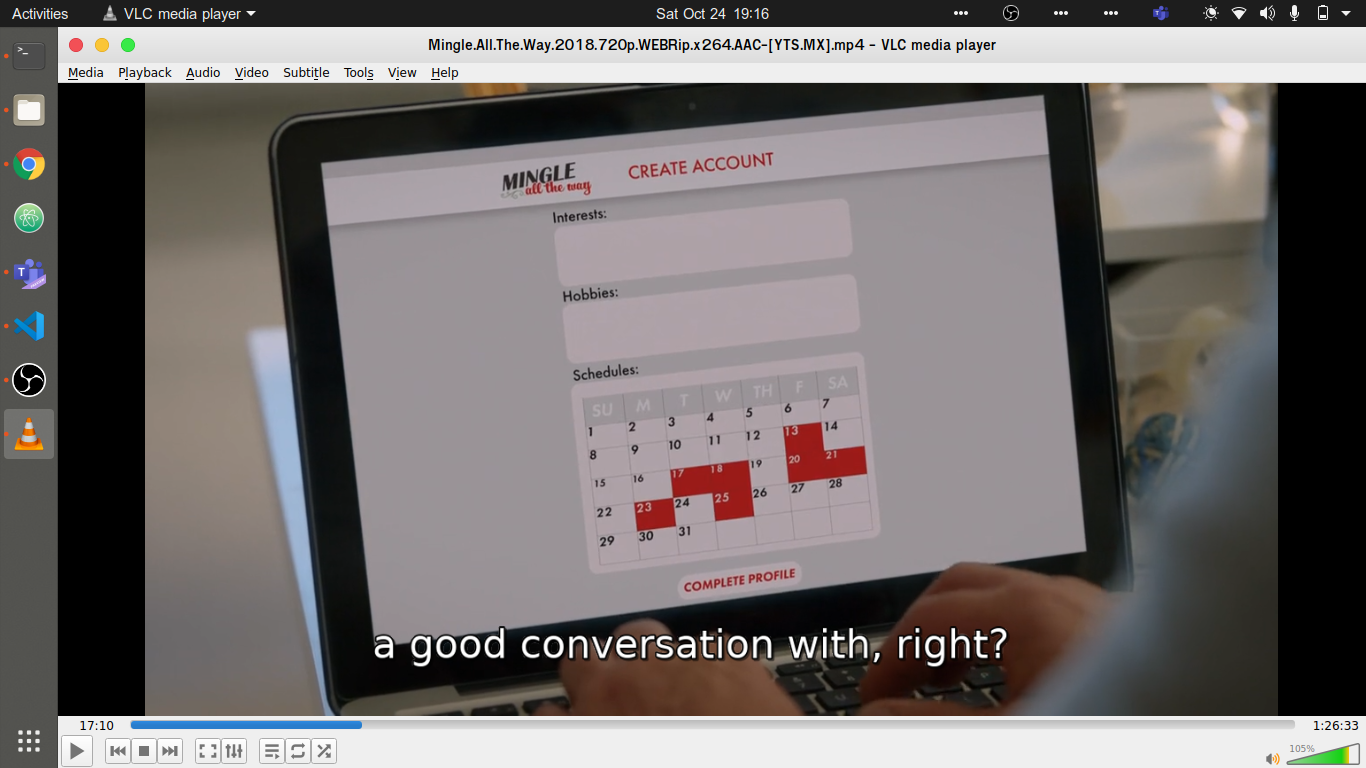 Activities VLC media player Sat Oct 24 19:16
Mingle.All.The.Way.2018.720p.WEBRip.x264.AAC-[YTS.MX].mp4 - VLC media player
Media Playback Audio Video Subtitle Tools View Help
MINGLE
all the way
CREATE ACCOUNT
Interests:
Hobbies:
Schedules:
SU M T W TH F SA
1 2 3 4 5 6 7
8 9 10 11 12 13 14
15 16 17 18 19 20 21
22 23 24 25 26 27 28
29 30 31
COMPLETE PROFILE
a good conversation with, right?
17:10 1:26:33
105%